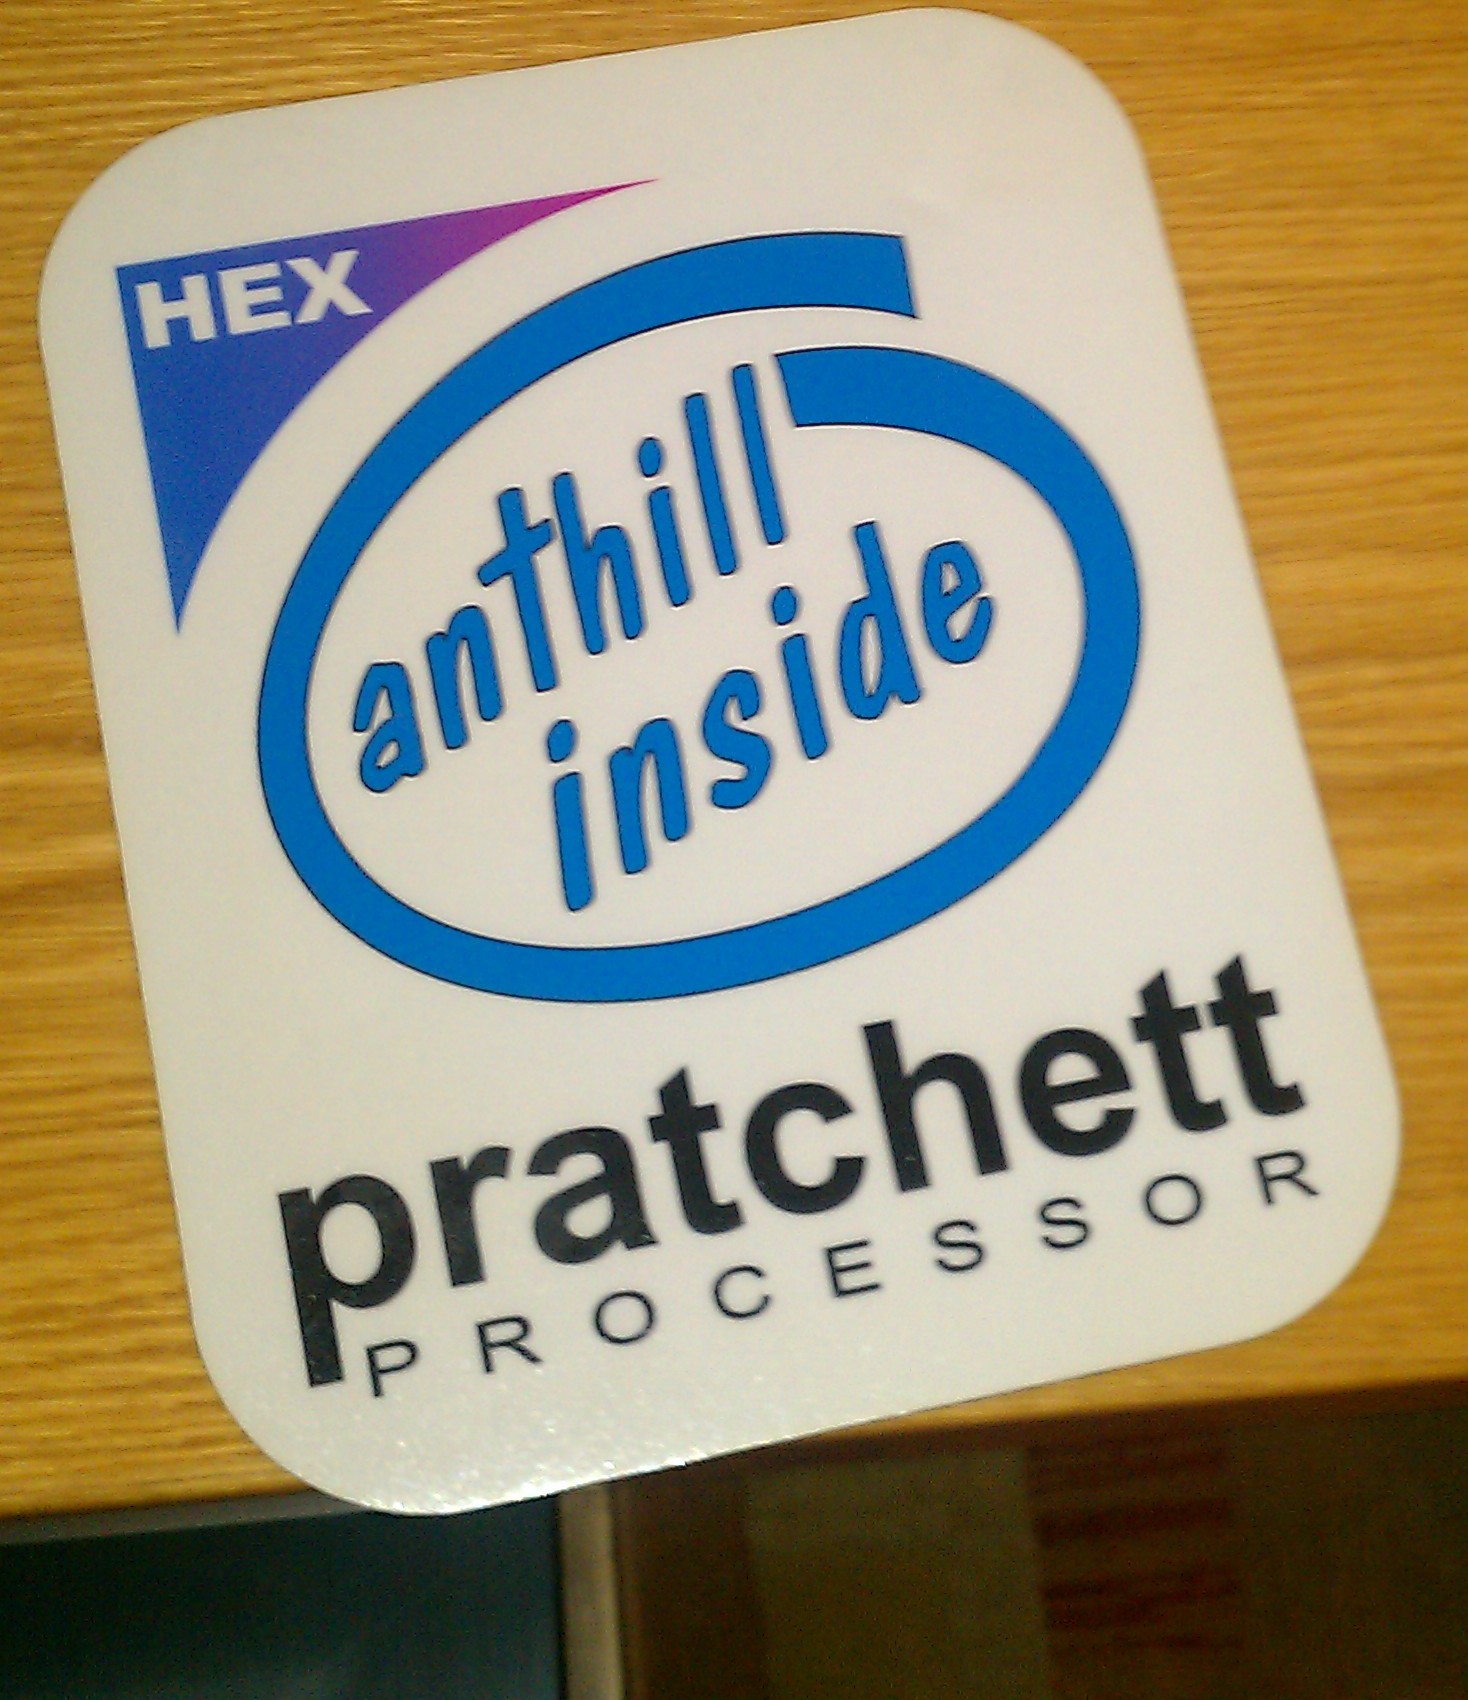 HEX
anthill
inside
pratchett
PROCESSOR